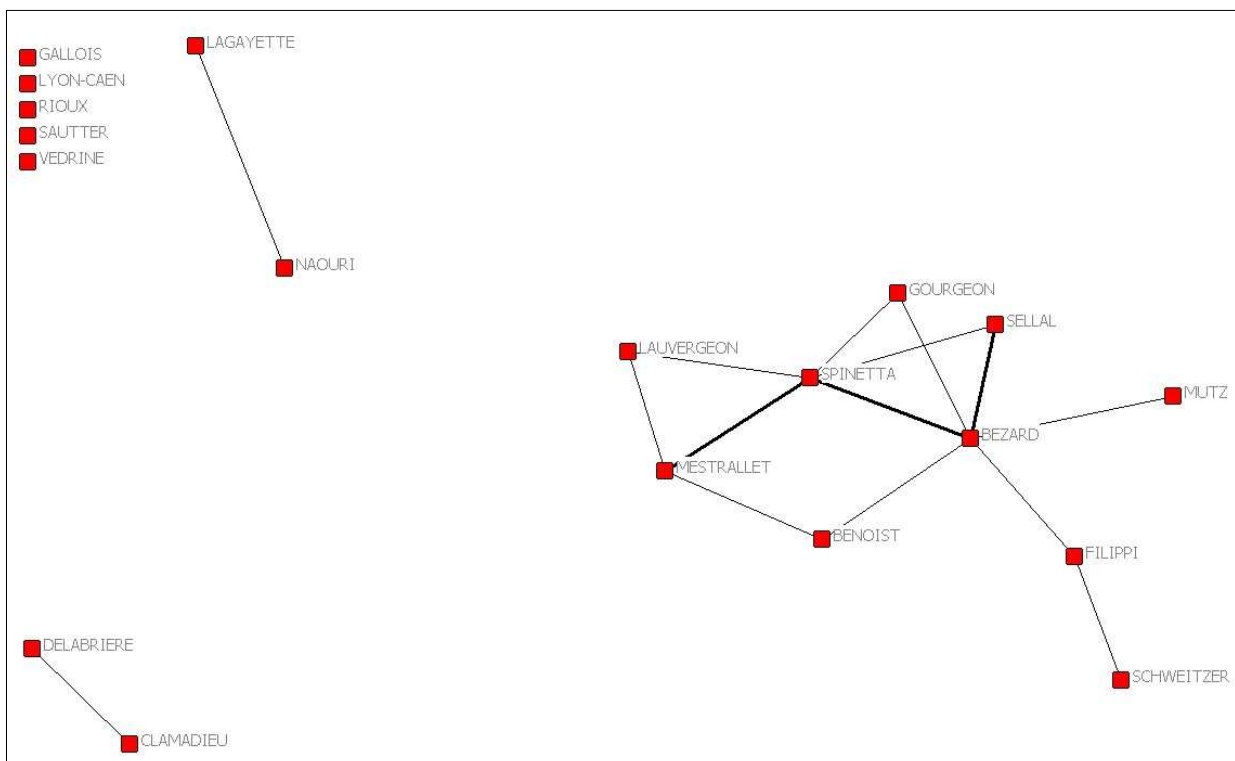 GALLOIS
LYON-CAEN
RIOUX
SAUTTER
VEDRINE
LAGAYETTE
NAOURI
GOURGEON
SELLAL
LAUVERGEON
SPINETTA
MUTZ
BEZARD
MESTRALLET
BENOIST
FILIPPI
SCHWEITZER
DELABRIERE
CLAMADIEU